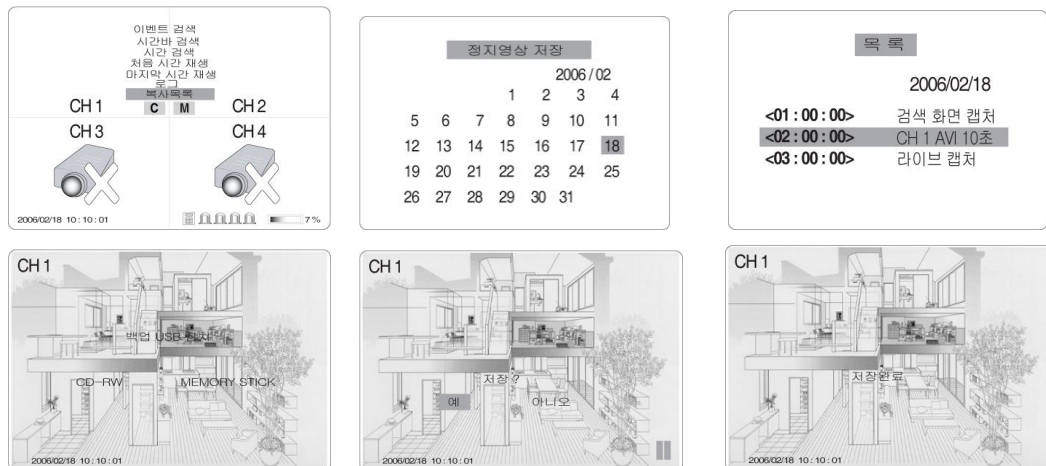 이벤트 검색
시간바 검색
시간 검색
처음 시간 재생
마지막 시간 재생
로그
복사목록
CH 1 C M CH 2
CH 3 CH 4
2006/02/18 10 : 10 : 01 7 %
정지영상 저장
2006 / 02
1 2 3 4
5 6 7 8 9 10 11
12 13 14 15 16 17 18
19 20 21 22 23 24 25
26 27 28 29 30 31
목 록
2006/02/18
<01 : 00 : 00> 검색 화면 캡처
<02 : 00 : 00> CH 1 AVI 10초
<03 : 00 : 00> 라이브 캡처
CH 1
백업 USB
CD-RW MEMORY STICK
2006/02/18 10 : 10 : 01
CH 1
저장 ?
예 아니오
2006/02/18 10 : 10 : 01
CH 1
저장완료
2006/02/18 10 : 10 : 01